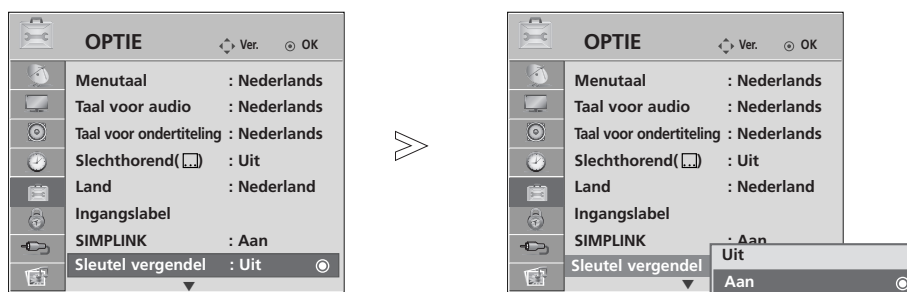 OPTIE Ver. OK
Menutaal : Nederlands
Taal voor audio : Nederlands
Taal voor ondertiteling : Nederlands
Slechthorend( ) : Uit
Land : Nederland
Ingangslabel
SIMPLINK : Aan
Sleutel vergendel : Uit
OPTIE Ver. OK
Menutaal : Nederlands
Taal voor audio : Nederlands
Taal voor ondertiteling : Nederlands
Slechthorend( ) : Uit
Land : Nederland
Ingangslabel
SIMPLINK : Aan
Sleutel vergendel
Uit
Aan